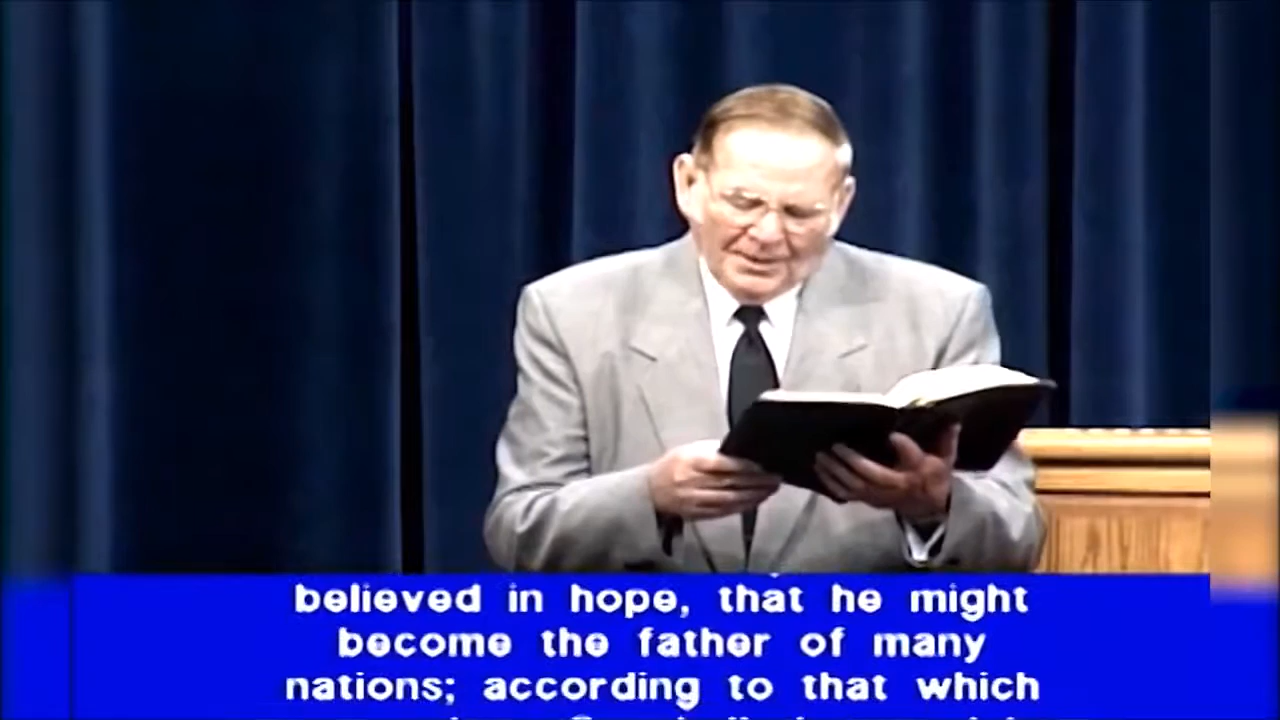 believed in hope, that he might
become the father of many
nations; according to that which